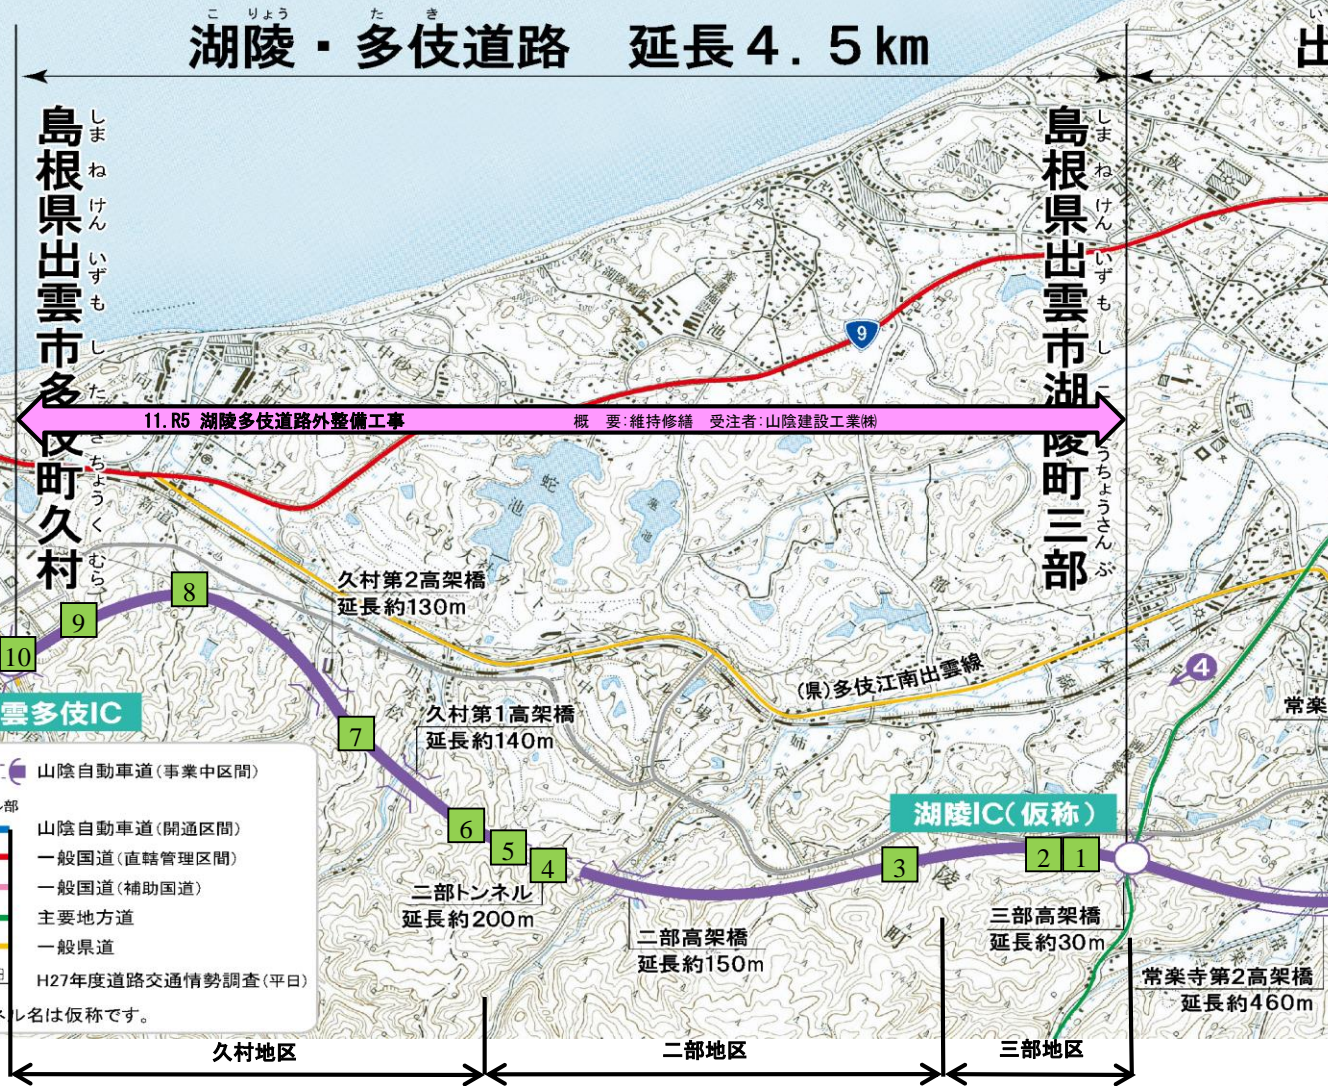 こ りょう た き
湖陵・多伎道路 延長4.5km
出
島根県出雲市多伎町久村
しま ね けん いずも し た ちょう く むら
島根県出雲市湖陵町三部
しま ね けん いずも し うちょうさん ぶ
9
11.R5 湖陵多伎道路外整備工事 概 要:維持修繕 受注者:山陰建設工業㈱
蛇池
久村第2高架橋
延長約130m
8
9
10
雲多伎IC
(県)多伎江南出雲線
4
常楽
久村第1高架橋
延長約140m
7
6
5
4
3
2
1
湖陵IC(仮称)
二部トンネル
延長約200m
二部高架橋
延長約150m
三部高架橋
延長約30m
常楽寺第2高架橋
延長約460m
陵
町
山陰自動車道(事業中区間)
ル部
山陰自動車道(開通区間)
一般国道(直轄管理区間)
一般国道(補助国道)
主要地方道
一般県道
H27年度道路交通情勢調査(平日)
ネル名は仮称です。
久村地区
二部地区
三部地区